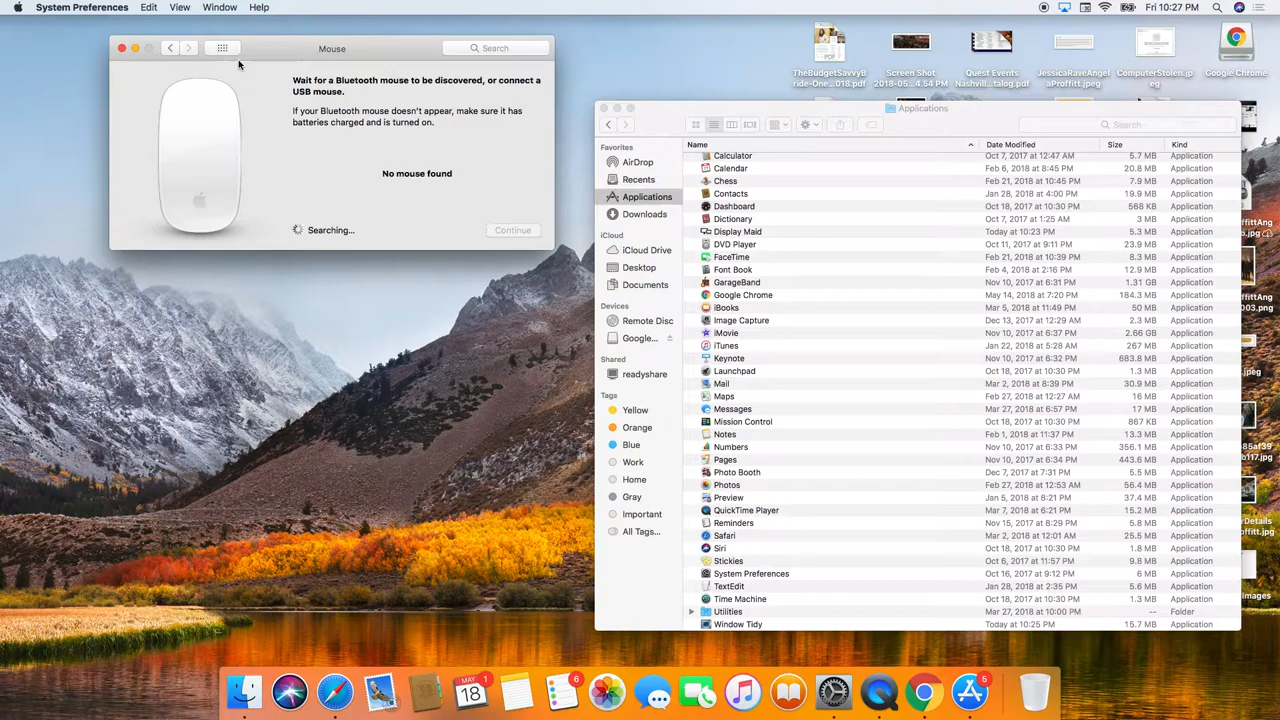 System Preferences Edit View Window Help
Fri 10:27 PM
Mouse
Search
Wait for a Bluetooth mouse to be discovered, or connect a
USB mouse.
If your Bluetooth mouse doesn't appear, make sure it has
batteries charged and is turned on.
No mouse found
Searching...
Continue
TheBudgetSavvyB
ride-One...018.pdf
Screen Shot
2018-05...4.54 PM
Quest Events
Nashvill...talog.pdf
JessicaRaveAngel
aProffitt.jpeg
ComputerStolen.jp
eg
Google Chrome
Applications
Search
Name Date Modified Size Kind
Favorites
AirDrop
Recents
Applications
Downloads
iCloud
iCloud Drive
Desktop
Documents
Devices
Remote Disc
Google...
Shared
readyshare
Tags
Yellow
Orange
Blue
Work
Home
Gray
Important
All Tags...
Calculator Oct 7, 2017 at 12:47 AM 5.7 MB Application
Calendar Feb 6, 2018 at 8:45 PM 20.8 MB Application
Chess Feb 21, 2018 at 10:45 PM 7.9 MB Application
Contacts Jan 28, 2018 at 4:00 PM 19.9 MB Application
Dashboard Oct 18, 2017 at 10:30 PM 568 KB Application
Dictionary Oct 7, 2017 at 1:25 AM 3 MB Application
Display Maid Today at 10:23 PM 5.3 MB Application
DVD Player Oct 11, 2017 at 9:11 PM 23.9 MB Application
FaceTime Feb 21, 2018 at 10:39 PM 8.3 MB Application
Font Book Feb 4, 2018 at 2:16 PM 12.9 MB Application
GarageBand Nov 10, 2017 at 6:31 PM 1.31 GB Application
Google Chrome May 14, 2018 at 7:20 PM 184.3 MB Application
iBooks Mar 5, 2018 at 11:49 PM 50 MB Application
Image Capture Dec 13, 2017 at 12:29 AM 2.3 MB Application
iMovie Nov 10, 2017 at 6:37 PM 2.66 GB Application
iTunes Jan 22, 2018 at 5:28 AM 267 MB Application
Keynote Nov 10, 2017 at 6:32 PM 683.8 MB Application
Launchpad Oct 18, 2017 at 10:30 PM 1.3 MB Application
Mail Mar 2, 2018 at 8:39 PM 30.9 MB Application
Maps Feb 27, 2018 at 12:53 AM 16 MB Application
Messages Mar 27, 2018 at 6:57 PM 17 MB Application
Mission Control Oct 18, 2017 at 10:30 PM 867 KB Application
Notes Feb 1, 2018 at 11:37 PM 13.3 MB Application
Numbers Nov 10, 2017 at 6:33 PM 356.1 MB Application
Pages Nov 10, 2017 at 6:34 PM 443.6 MB Application
Photo Booth Dec 7, 2017 at 7:31 PM 5.5 MB Application
Photos Feb 27, 2018 at 12:53 AM 56.4 MB Application
Preview Jan 5, 2018 at 8:21 PM 37.4 MB Application
QuickTime Player Mar 7, 2018 at 6:21 PM 15.2 MB Application
Reminders Nov 15, 2017 at 8:29 PM 5.8 MB Application
Safari Mar 2, 2018 at 12:01 AM 25.5 MB Application
Siri Oct 18, 2017 at 10:30 PM 1.8 MB Application
Stickies Oct 6, 2017 at 11:57 PM 9.8 MB Application
System Preferences Oct 16, 2017 at 9:12 PM 6 MB Application
TextEdit Jan 28, 2018 at 2:35 PM 5.6 MB Application
Time Machine Oct 18, 2017 at 10:30 PM 1.3 MB Application
Utilities Mar 27, 2018 at 10:00 PM -- Folder
Window Tidy Today at 10:25 PM 15.7 MB Application
MAY
18
1
6
5